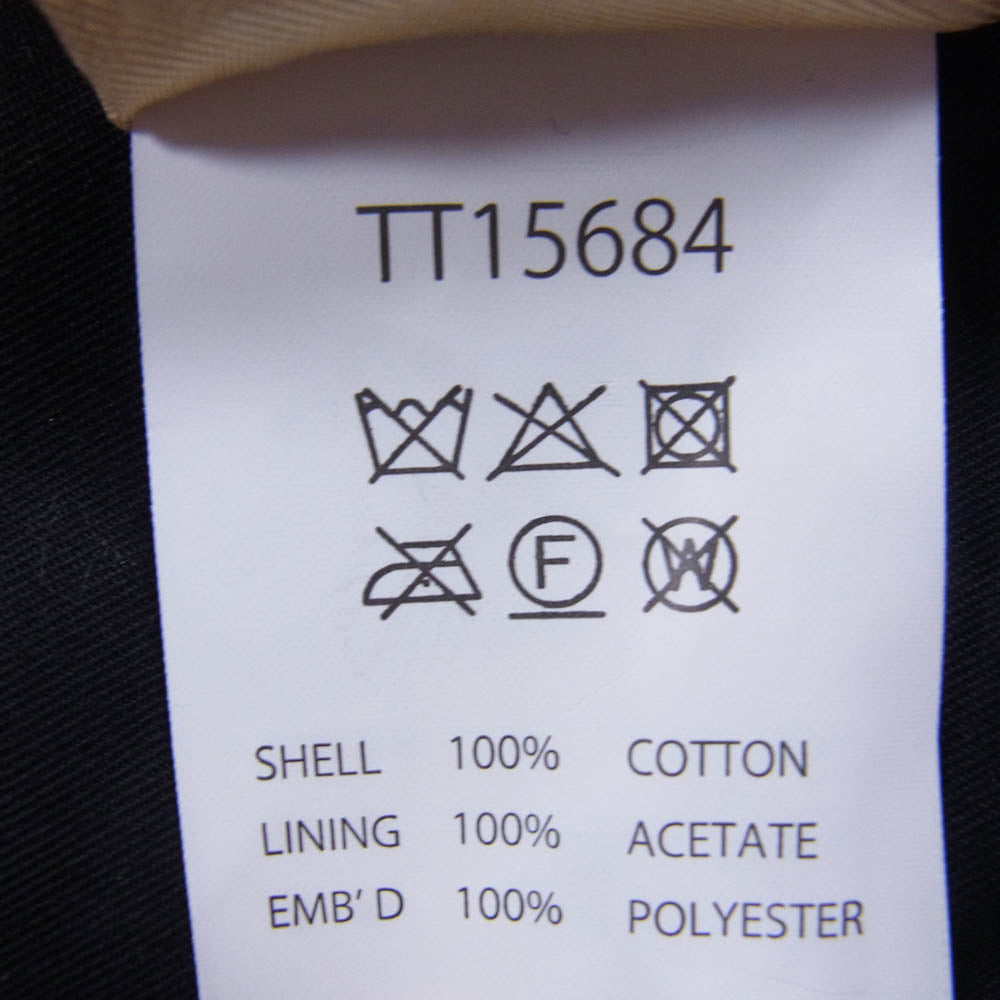 TT15684
F W
SHELL 100% COTTON
LINING 100% ACETATE
EMB' D 100% POLYESTER